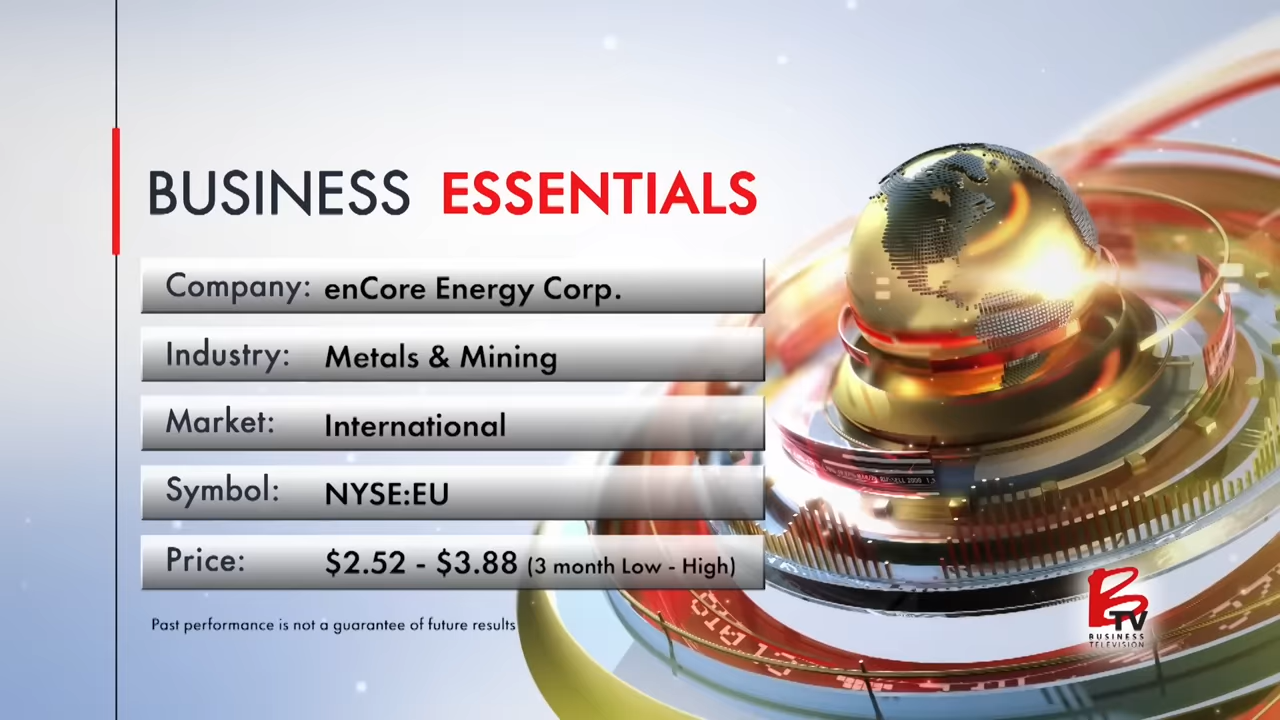 BUSINESS ESSENTIALS
Company: enCore Energy Corp.
Industry: Metals & Mining
Market: International
Symbol: NYSE:EU
Price: $2.52 - $3.88 (3 month Low - High)
Past performance is not a guarantee of future results
BTV
BUSINESS
TELEVISION